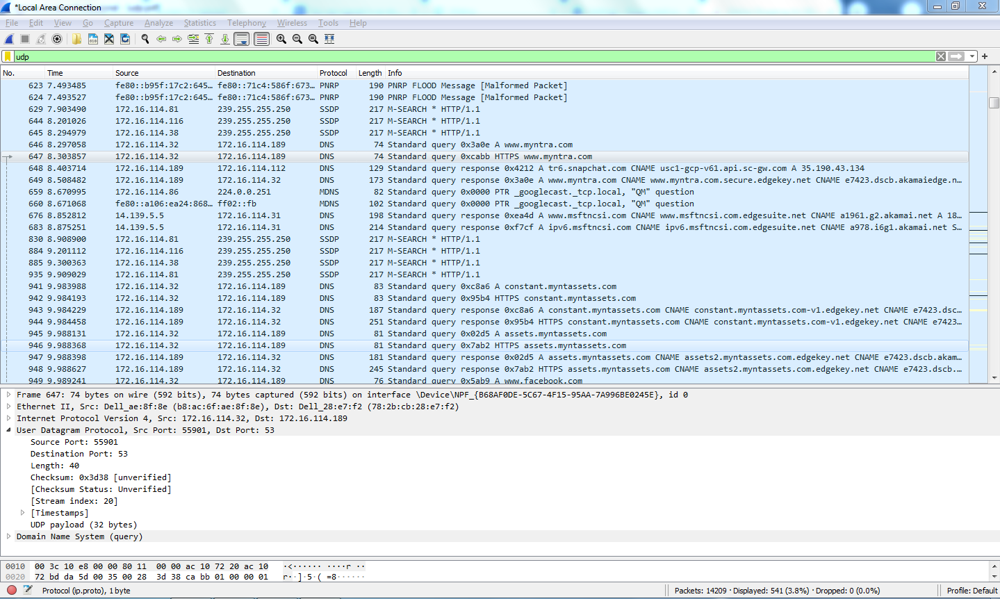 *Local Area Connection
File Edit View Go Capture Analyze Statistics Telephony Wireless Tools Help
udp
No. Time Source Destination Protocol Length Info
623 7.493485 fe80::b95f:17c2:645… fe80::71c4:586f:673… PNRP 190 PNRP FLOOD Message [Malformed Packet]
624 7.493527 fe80::b95f:17c2:645… fe80::71c4:586f:673… PNRP 190 PNRP FLOOD Message [Malformed Packet]
629 7.903490 172.16.114.81 239.255.255.250 SSDP 217 M-SEARCH * HTTP/1.1
644 8.201026 172.16.114.116 239.255.255.250 SSDP 217 M-SEARCH * HTTP/1.1
645 8.294979 172.16.114.38 239.255.255.250 SSDP 217 M-SEARCH * HTTP/1.1
646 8.297058 172.16.114.32 172.16.114.189 DNS 74 Standard query 0x3a0e A www.myntra.com
647 8.303857 172.16.114.32 172.16.114.189 DNS 74 Standard query 0xcabb HTTPS www.myntra.com
648 8.403714 172.16.114.189 172.16.114.112 DNS 129 Standard query response 0x4212 A tr6.snapchat.com CNAME usc1-gcp-v61.api.sc-gw.com A 35.190.43.134
649 8.508482 172.16.114.189 172.16.114.32 DNS 173 Standard query response 0x3a0e A www.myntra.com CNAME www.myntra.com.secure.edgekey.net CNAME e7423.dscb.akamaiedge.n…
659 8.670995 172.16.114.86 224.0.0.251 MDNS 82 Standard query 0x0000 PTR _googlecast._tcp.local, "QM" question
660 8.671068 fe80::a106:ea24:868… ff02::fb MDNS 102 Standard query 0x0000 PTR _googlecast._tcp.local, "QM" question
676 8.852812 14.139.5.5 172.16.114.31 DNS 198 Standard query response 0xea4d A www.msftncsi.com CNAME www.msftncsi.com.edgesuite.net CNAME a1961.g2.akamai.net A 18…
683 8.875251 14.139.5.5 172.16.114.31 DNS 214 Standard query response 0xf7cf A ipv6.msftncsi.com CNAME ipv6.msftncsi.com.edgesuite.net CNAME a978.i6g1.akamai.net S…
830 8.908900 172.16.114.81 239.255.255.250 SSDP 217 M-SEARCH * HTTP/1.1
884 9.201112 172.16.114.116 239.255.255.250 SSDP 217 M-SEARCH * HTTP/1.1
885 9.300363 172.16.114.38 239.255.255.250 SSDP 217 M-SEARCH * HTTP/1.1
935 9.909029 172.16.114.81 239.255.255.250 SSDP 217 M-SEARCH * HTTP/1.1
941 9.983988 172.16.114.32 172.16.114.189 DNS 83 Standard query 0xc8a6 A constant.myntassets.com
942 9.984193 172.16.114.32 172.16.114.189 DNS 83 Standard query 0x95b4 HTTPS constant.myntassets.com
943 9.984229 172.16.114.189 172.16.114.32 DNS 187 Standard query response 0xc8a6 A constant.myntassets.com CNAME constant.myntassets.com-v1.edgekey.net CNAME e7423.dsc…
944 9.984458 172.16.114.189 172.16.114.32 DNS 251 Standard query response 0x95b4 HTTPS constant.myntassets.com CNAME constant.myntassets.com-v1.edgekey.net CNAME e7423…
945 9.988131 172.16.114.32 172.16.114.189 DNS 81 Standard query 0x02d5 A assets.myntassets.com
946 9.988368 172.16.114.32 172.16.114.189 DNS 81 Standard query 0x7ab2 HTTPS assets.myntassets.com
947 9.988398 172.16.114.189 172.16.114.32 DNS 181 Standard query response 0x02d5 A assets.myntassets.com CNAME assets2.myntassets.com.edgekey.net CNAME e7423.dscb.akam…
948 9.988627 172.16.114.189 172.16.114.32 DNS 245 Standard query response 0x7ab2 HTTPS assets.myntassets.com CNAME assets2.myntassets.com.edgekey.net CNAME e7423.dscb.…
949 9.989241 172.16.114.32 172.16.114.189 DNS 76 Standard query 0x5ab9 A www.facebook.com
Frame 647: 74 bytes on wire (592 bits), 74 bytes captured (592 bits) on interface \Device\NPF_{B68AF0DE-5C67-4F15-95AA-7A996BE0245E}, id 0
Ethernet II, Src: Dell_ae:8f:8e (b8:ac:6f:ae:8f:8e), Dst: Dell_28:e7:f2 (78:2b:cb:28:e7:f2)
Internet Protocol Version 4, Src: 172.16.114.32, Dst: 172.16.114.189
User Datagram Protocol, Src Port: 55901, Dst Port: 53
Source Port: 55901
Destination Port: 53
Length: 40
Checksum: 0x3d38 [unverified]
[Checksum Status: Unverified]
[Stream index: 20]
[Timestamps]
UDP payload (32 bytes)
Domain Name System (query)
0010 00 3c 10 e8 00 00 80 11 00 00 ac 10 72 20 ac 10 ·<······ ····r ··
0020 72 bd da 5d 00 35 00 28 3d 38 ca bb 01 00 00 01 r··]·5·( =8······
Protocol (ip.proto), 1 byte
Packets: 14209 · Displayed: 541 (3.8%) · Dropped: 0 (0.0%)
Profile: Default